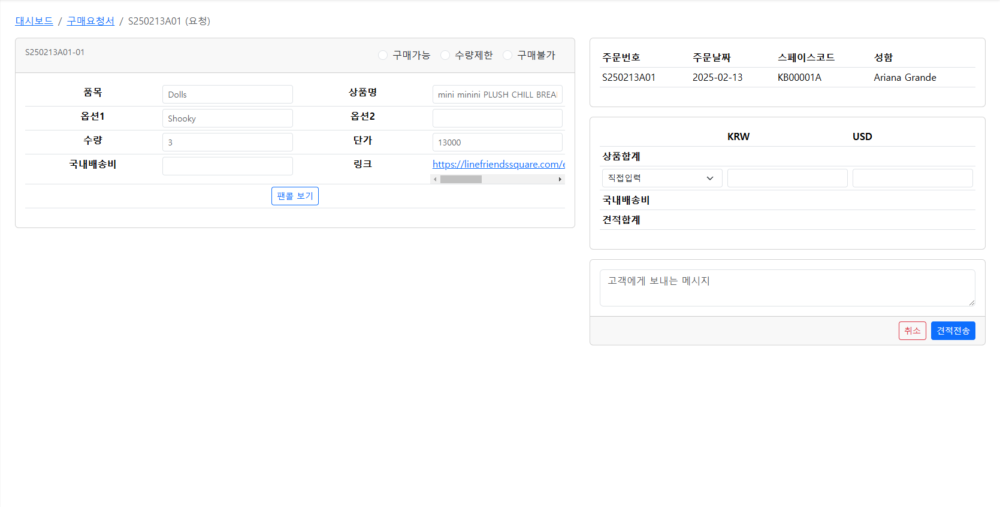 대시보드 / 구매요청서 / S250213A01 (요청)
S250213A01-01
구매가능 수량제한 구매불가
품목 Dolls 상품명 mini minini PLUSH CHILL BREA
옵션1 Shooky 옵션2
수량 3 단가 13000
국내배송비 링크 https://linefriendssquare.com/e
팬콜 보기
주문번호 주문날짜 스페이스코드 성함
S250213A01 2025-02-13 KB00001A Ariana Grande
KRW USD
상품합계
직접입력
국내배송비
견적합계
고객에게 보내는 메시지
취소 견적전송